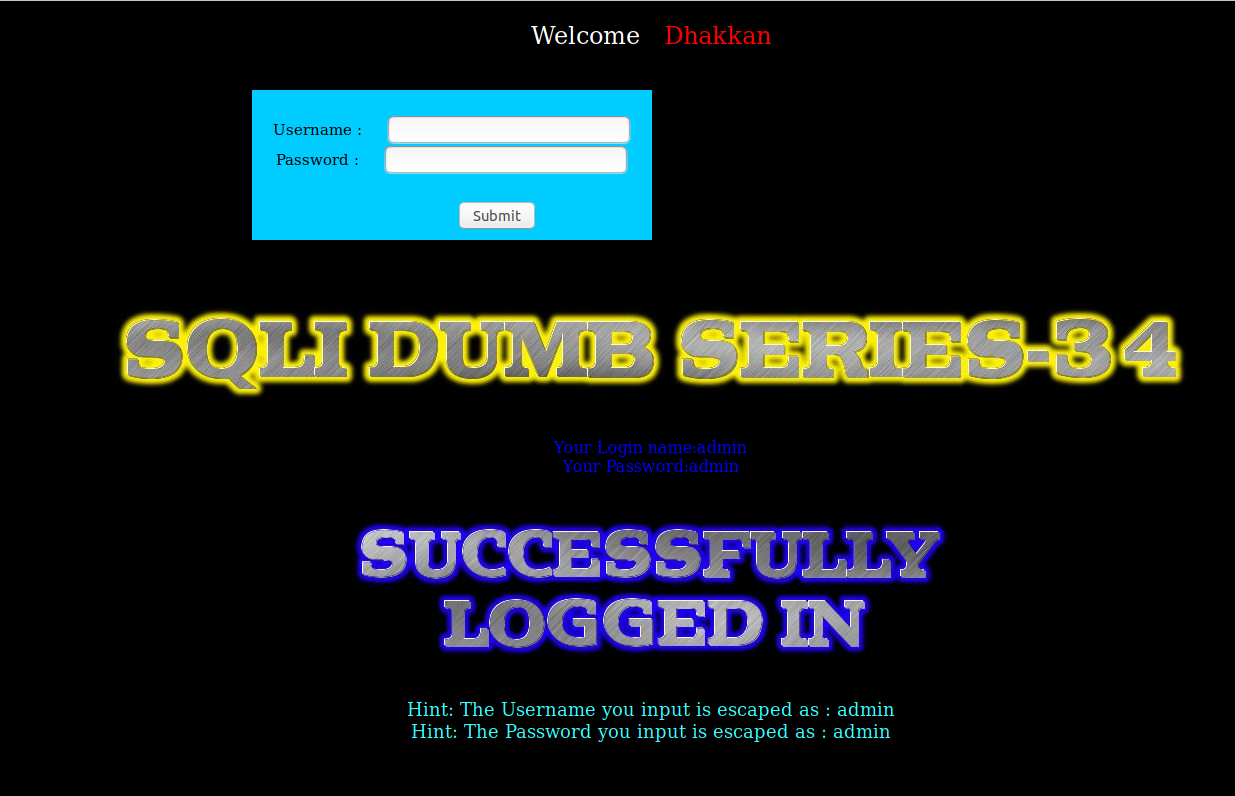 Welcome Dhakkan
Username :
Password :
Submit
SQLI DUMB SERIES-34
Your Login name:admin
Your Password:admin
SUCCESSFULLY
LOGGED IN
Hint: The Username you input is escaped as : admin
Hint: The Password you input is escaped as : admin